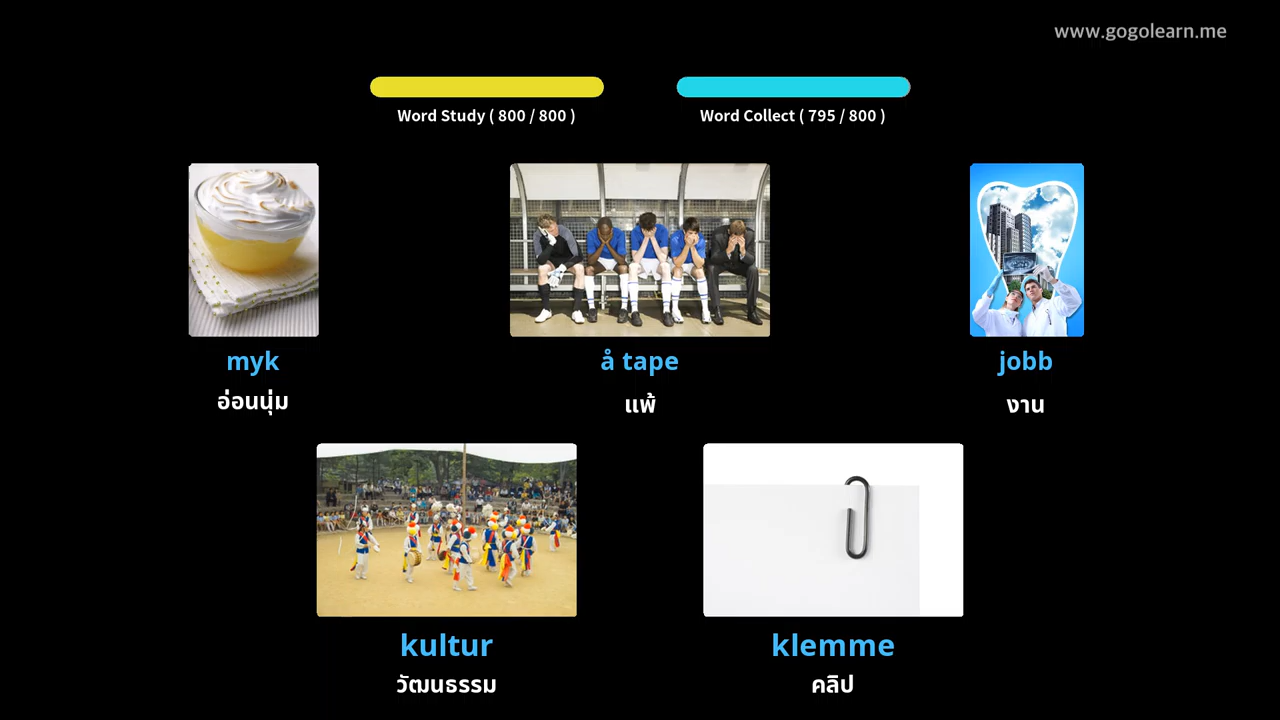 www.gogolearn.me
Word Study ( 800 / 800 )
Word Collect ( 795 / 800 )
myk
å tape
jobb
อ่อนนุ่ม
แพ้
งาน
kultur
klemme
วัฒนธรรม
คลิป